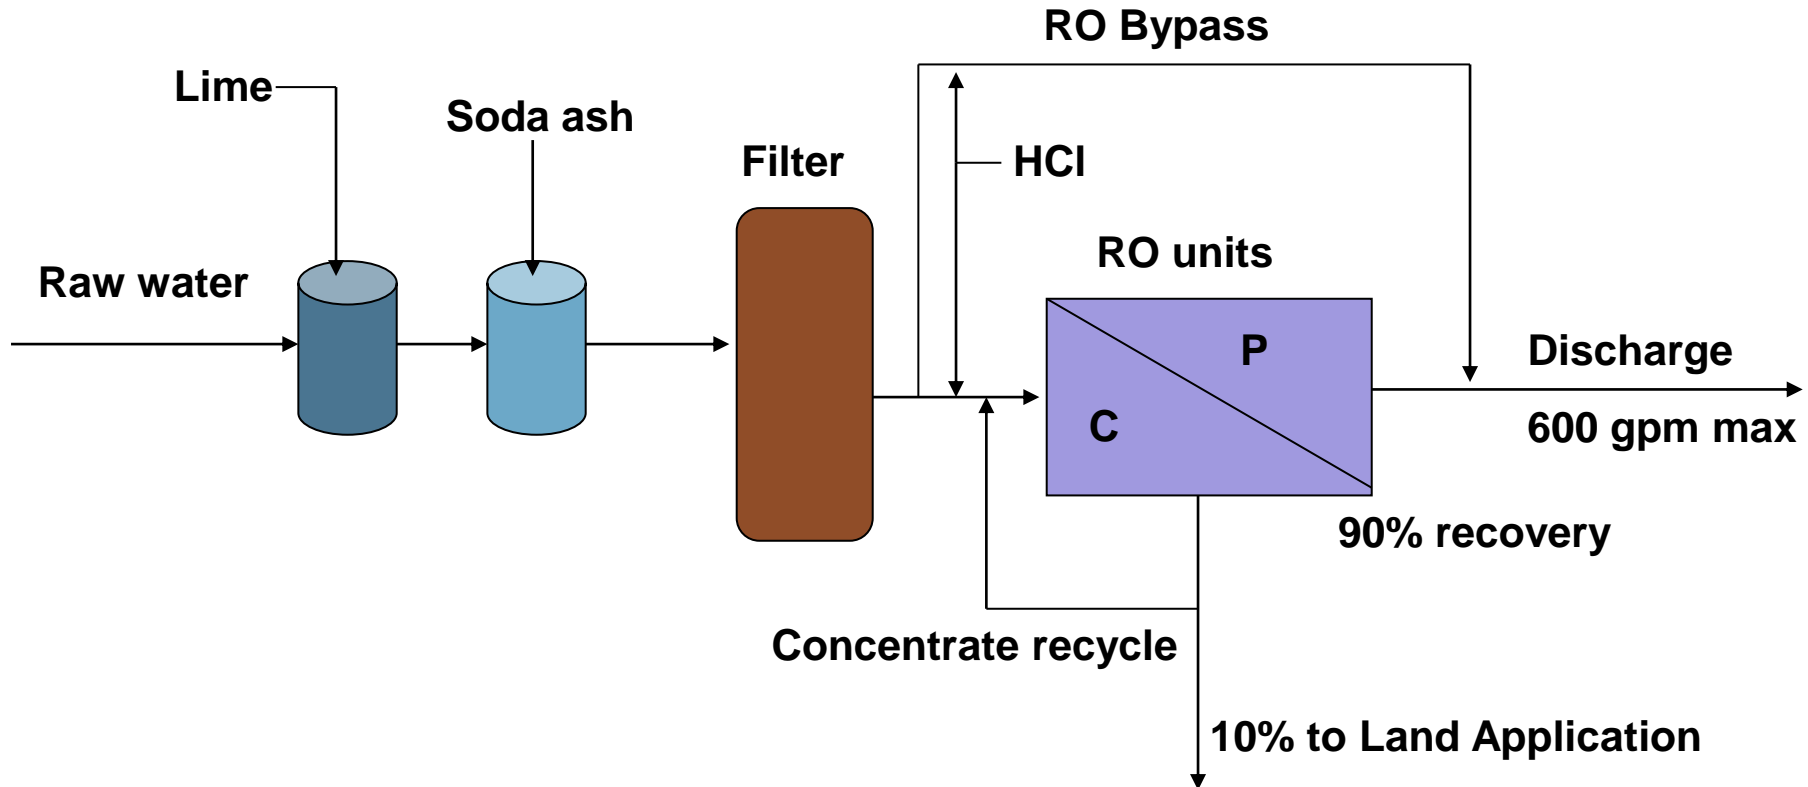 RO Bypass
Lime
Soda ash
Filter
HCl
RO units
Raw water
P
Discharge
C
600 gpm max
90% recovery
Concentrate recycle
10% to Land Application